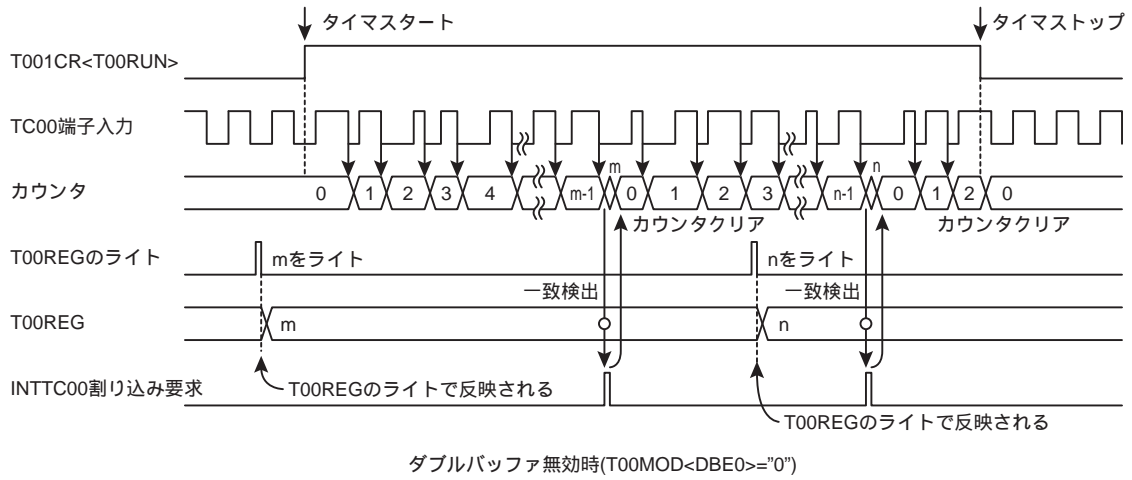 タイマスタート タイマストップ
T001CR<T00RUN>
TC00端子入力
m n
カウンタ 0 1 2 3 4 m-1 0 1 2 3 n-1 0 1 2 0
カウンタクリア カウンタクリア
T00REGのライト mをライト nをライト
一致検出 一致検出
T00REG m n
INTTC00割り込み要求 T00REGのライトで反映される
T00REGのライトで反映される
ダブルバッファ無効時(T00MOD<DBE0>=”0”)